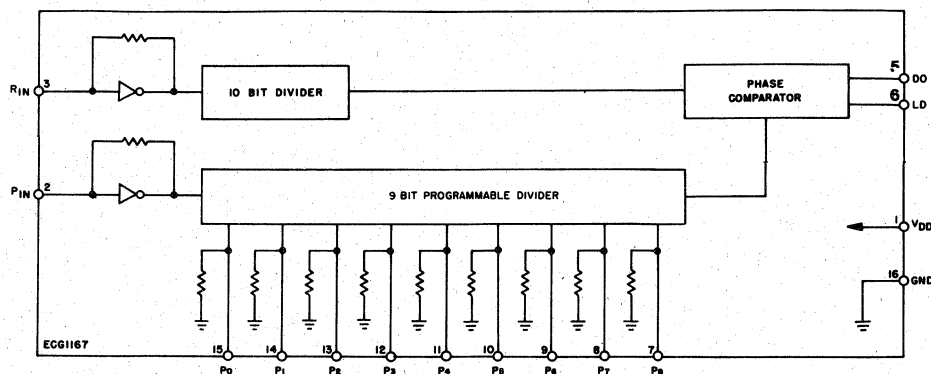 RIN 3
10 BIT DIVIDER
PHASE
COMPARATOR
5 DO
6 LD
PIN 2
9 BIT PROGRAMMABLE DIVIDER
1 VDD
16 GND
ECG1167
15 14 13 12 11 10 9 8 7
P0 P1 P2 P3 P4 P5 P6 P7 P8